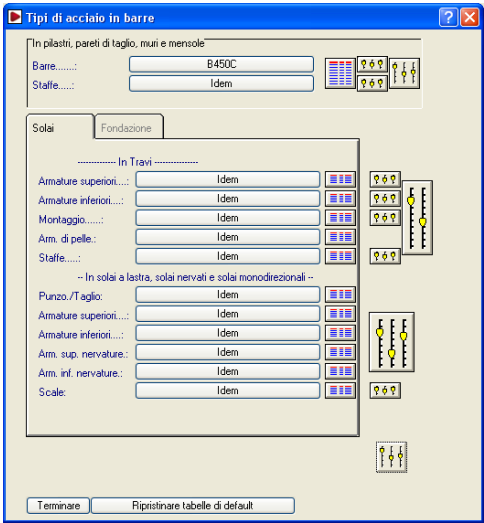 Tipi di acciaio in barre
In pilastri, pareti di taglio, muri e mensole
Barre.......: B450C
Staffe.....: Idem
Solai Fondazione
-------------- In Travi ----------------
Armature superiori....: Idem
Armature inferiori....: Idem
Montaggio......: Idem
Arm. di pelle.: Idem
Staffe.....: Idem
-- In solai a lastra, solai nervati e solai monodirezionali --
Punzo./Taglio: Idem
Armature superiori....: Idem
Armature inferiori....: Idem
Arm. sup. nervature.: Idem
Arm. inf. nervature.: Idem
Scale: Idem
Terminare Ripristinare tabelle di default